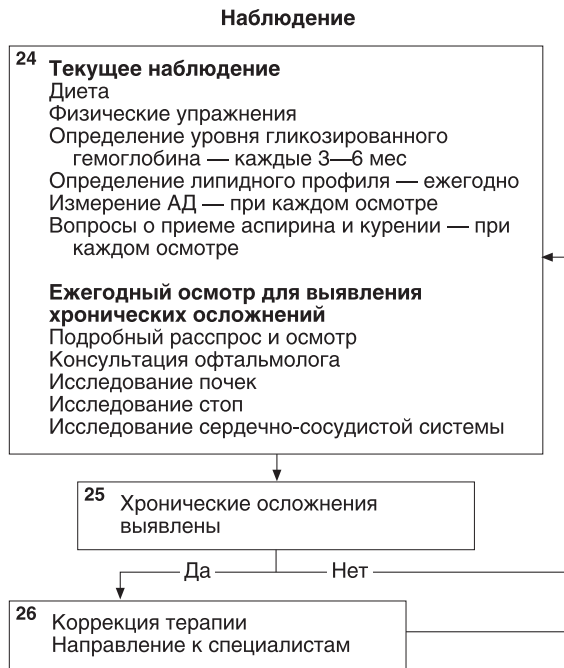 Наблюдение
24 Текущее наблюдение
Диета
Физические упражнения
Определение уровня гликозированного
гемоглобина — каждые 3—6 мес
Определение липидного профиля — ежегодно
Измерение АД — при каждом осмотре
Вопросы о приеме аспирина и курении — при
каждом осмотре
Ежегодный осмотр для выявления
хронических осложнений
Подробный расспрос и осмотр
Консультация офтальмолога
Исследование почек
Исследование стоп
Исследование сердечно-сосудистой системы
25 Хронические осложнения
выявлены
Да Нет
26 Коррекция терапии
Направление к специалистам